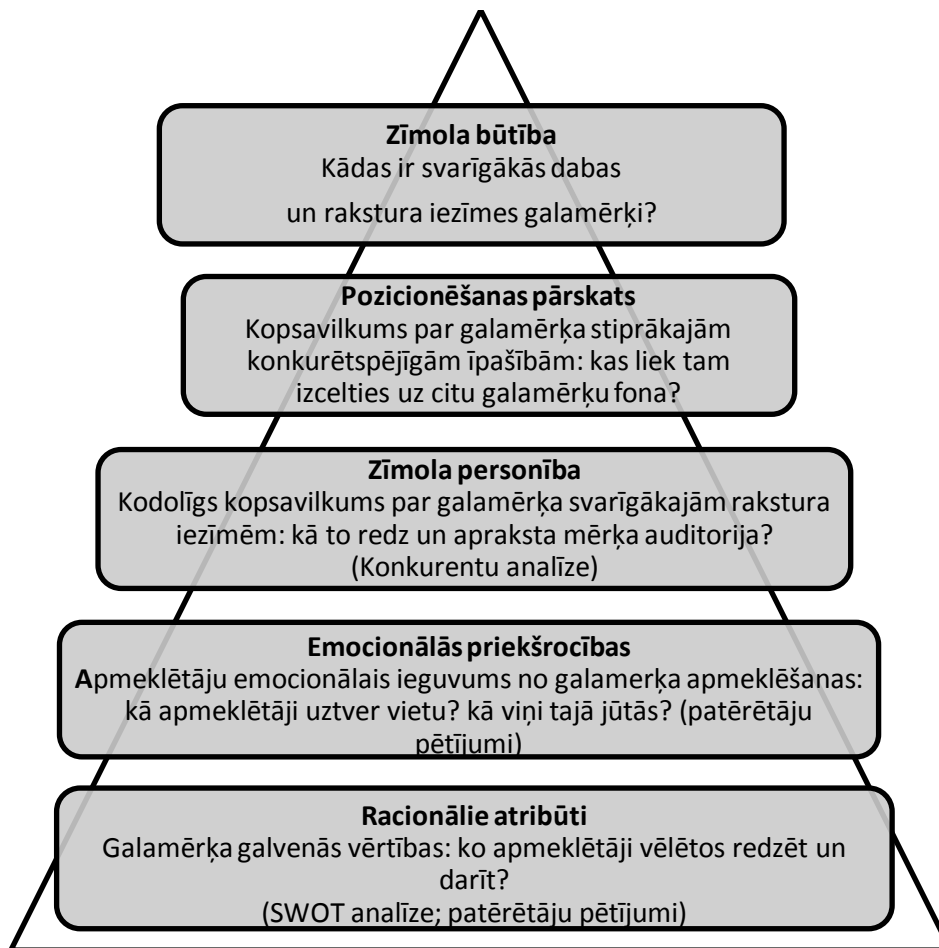 Zīmola būtība
Kādas ir svarīgākās dabas
un rakstura iezīmes galamērķi?
Pozicionēšanas pārskats
Kopsavilkums par galamērķa stiprākajām
konkurētspējīgām īpašībām: kas liek tam
izcelties uz citu galamērķu fona?
Zīmola personība
Kodolīgs kopsavilkums par galamērķa svarīgākajām rakstura
iezīmēm: kā to redz un apraksta mērķa auditorija?
(Konkurentu analīze)
Emocionālās priekšrocības
Apmeklētāju emocionālais ieguvums no galamerķa apmeklēšanas:
kā apmeklētāji uztver vietu? kā viņi tajā jūtās? (patērētāju
pētījumi)
Racionālie atribūti
Galamērķa galvenās vērtības: ko apmeklētāji vēlētos redzēt un
darīt?
(SWOT analīze; patērētāju pētījumi)